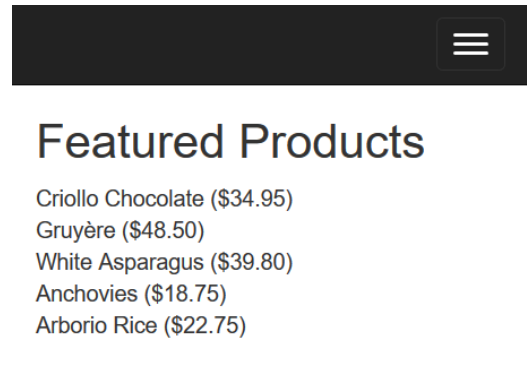 Featured Products
Criollo Chocolate ($34.95)
Gruyère ($48.50)
White Asparagus ($39.80)
Anchovies ($18.75)
Arborio Rice ($22.75)